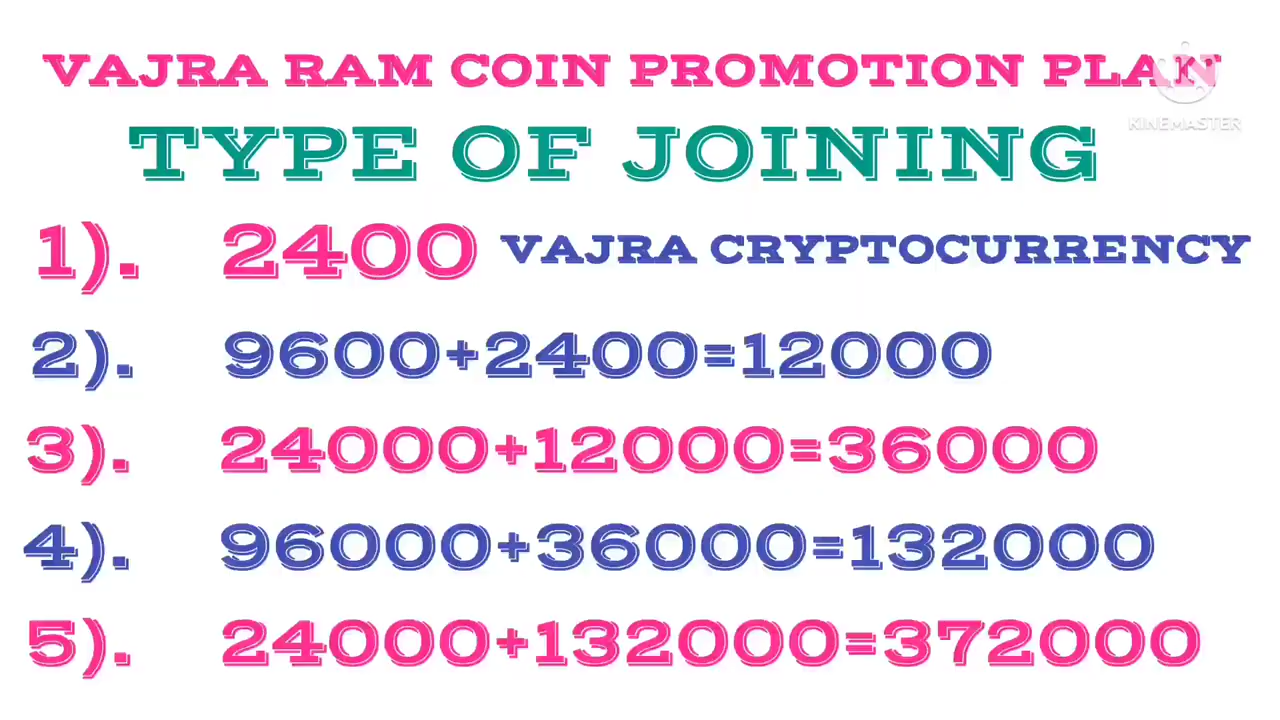 VAJRA RAM COIN PROMOTION PLAN
KINEMASTER
TYPE OF JOINING
1). 2400 VAJRA CRYPTOCURRENCY
2). 9600+2400=12000
3). 24000+12000=36000
4). 96000+36000=132000
5). 24000+132000=372000